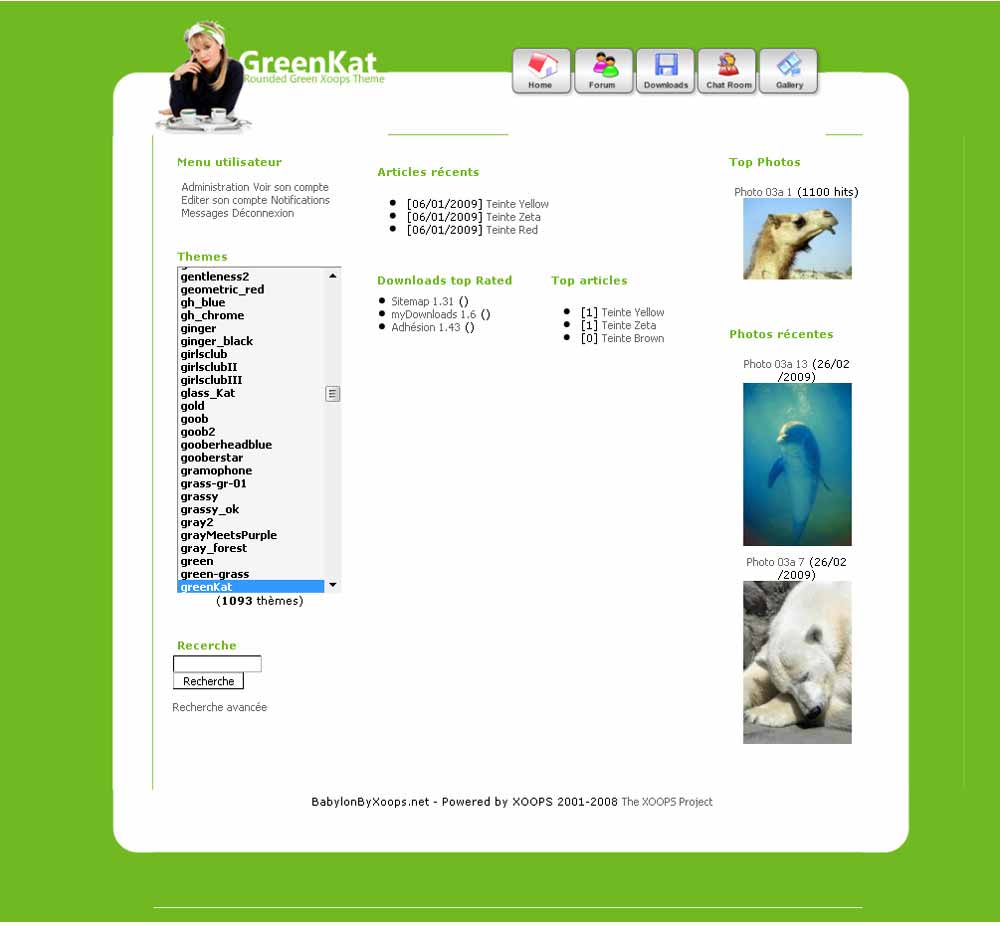 GreenKat
Rounded Green Xoops Theme
Home
Forum
Downloads
Chat Room
Gallery
Menu utilisateur
Administration Voir son compte
Editer son compte Notifications
Messages Déconnexion
Themes
gentleness2
geometric_red
gh_blue
gh_chrome
ginger
ginger_black
girlsclub
girlsclubII
girlsclubIII
glass_Kat
gold
goob
goob2
gooberheadblue
gooberstar
gramophone
grass-gr-01
grassy
grassy_ok
gray2
grayMeetsPurple
gray_forest
green
green-grass
greenKat
(1093 thèmes)
Recerche
Recherche
Recherche avancée
Articles récents
[06/01/2009] Teinte Yellow
[06/01/2009] Teinte Zeta
[06/01/2009] Teinte Red
Downloads top Rated
Sitemap 1.31 ()
myDownloads 1.6 ()
Adhésion 1.43 ()
Top articles
[1] Teinte Yellow
[1] Teinte Zeta
[0] Teinte Brown
Top Photos
Photo 03a 1 (1100 hits)
Photos récentes
Photo 03a 13 (26/02
/2009)
Photo 03a 7 (26/02
/2009)
BabylonByXoops.net - Powered by XOOPS 2001-2008 The XOOPS Project